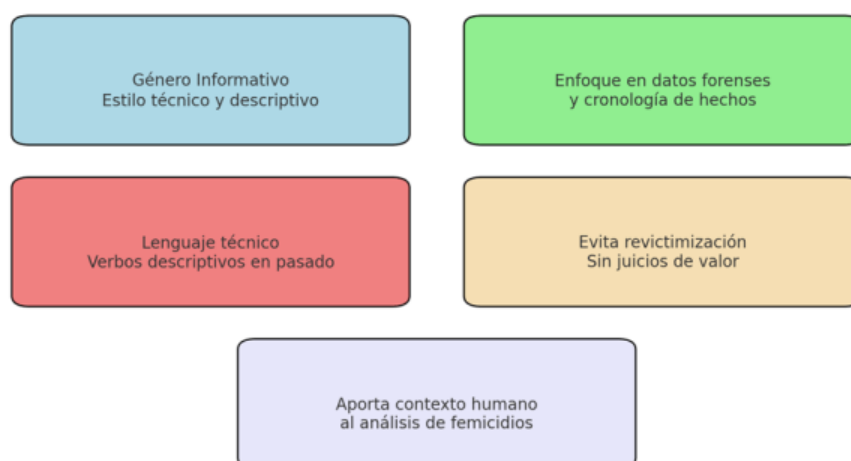 Género Informativo
Estilo técnico y descriptivo
Enfoque en datos forenses
y cronología de hechos
Lenguaje técnico
Verbos descriptivos en pasado
Evita revictimización
Sin juicios de valor
Aporta contexto humano
al análisis de femicidios